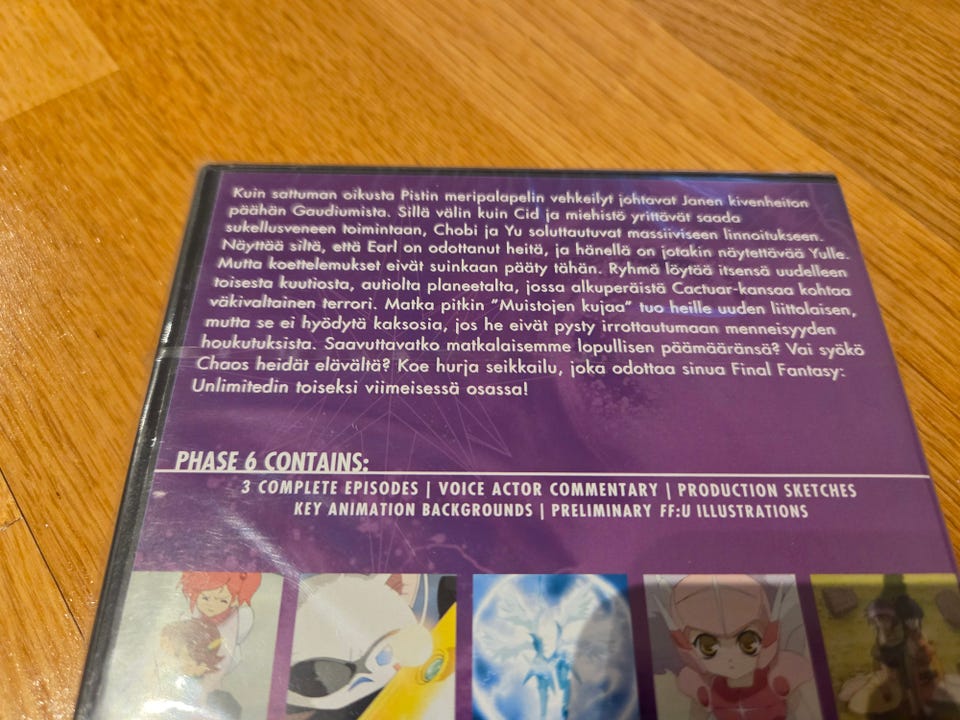 Kuin sattuman oikusta Pistin meripalapelin vehkeilyt johtavat Janen kivenheiton
päähän Gaudiumista. Sillä välin kuin Cid ja miehistö yrittävät saada
sukellusveneen toimintaan, Chobi ja Yu soluttautuvat massiiviseen linnoitukseen.
Näyttää siltä, että Earl on odottanut heitä, ja hänellä on jotakin näytettävää Yulle.
Mutta koettelemukset eivät suinkaan pääty tähän. Ryhmä löytää itsensä uudelleen
toisesta kuutiosta, autiolta planeetalta, jossa alkuperäistä Cactuar-kansaa kohtaa
väkivaltainen terrori. Matka pitkin "Muistojen kujaa" tuo heille uuden liittolaisen,
mutta se ei hyödytä kaksosia, jos he eivät pysty irrottautumaan menneisyyden
houkutuksista. Saavuttavatko matkalaisemme lopullisen päämääränsä? Vai syökö
Chaos heidät elävältä? Koe hurja seikkailu, joka odottaa sinua Final Fantasy:
Unlimitedin toiseksi viimeisessä osassa!
PHASE 6 CONTAINS:
3 COMPLETE EPISODES | VOICE ACTOR COMMENTARY | PRODUCTION SKETCHES
KEY ANIMATION BACKGROUNDS | PRELIMINARY FF:U ILLUSTRATIONS